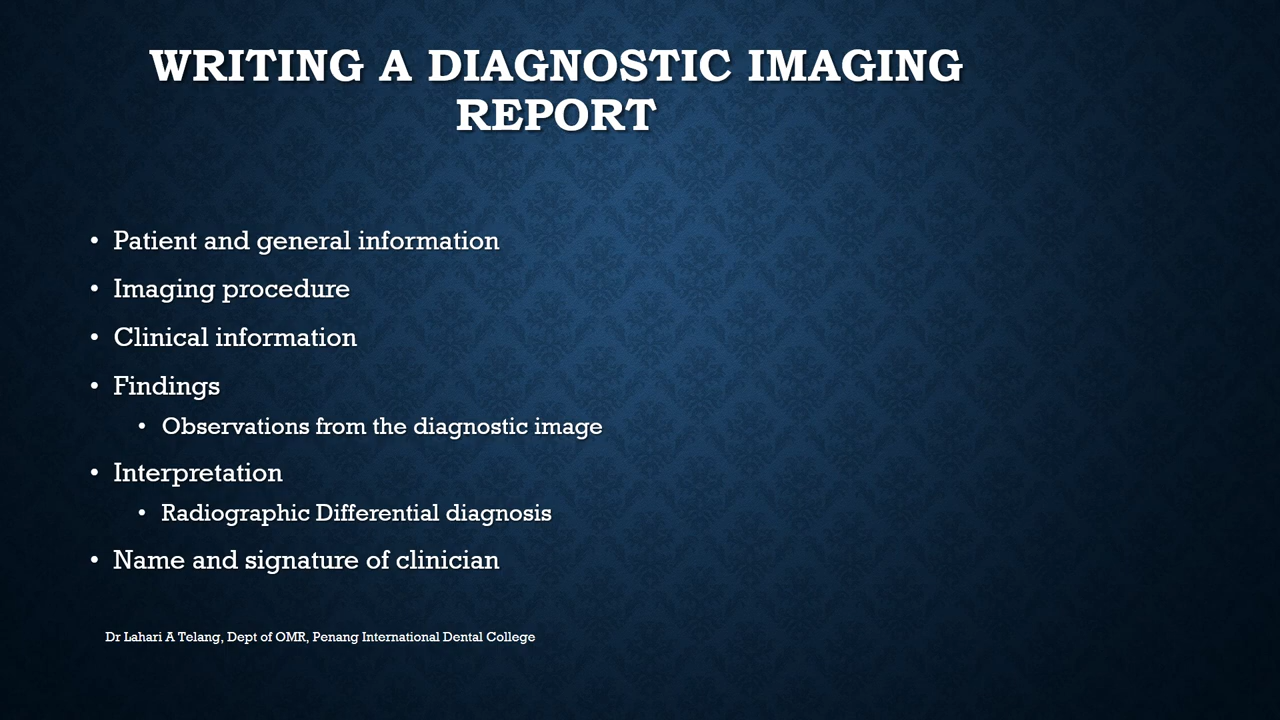 WRITING A DIAGNOSTIC IMAGING
REPORT
• Patient and general information
• Imaging procedure
• Clinical information
• Findings
• Observations from the diagnostic image
• Interpretation
• Radiographic Differential diagnosis
• Name and signature of clinician
Dr Lahari A Telang, Dept of OMR, Penang International Dental College